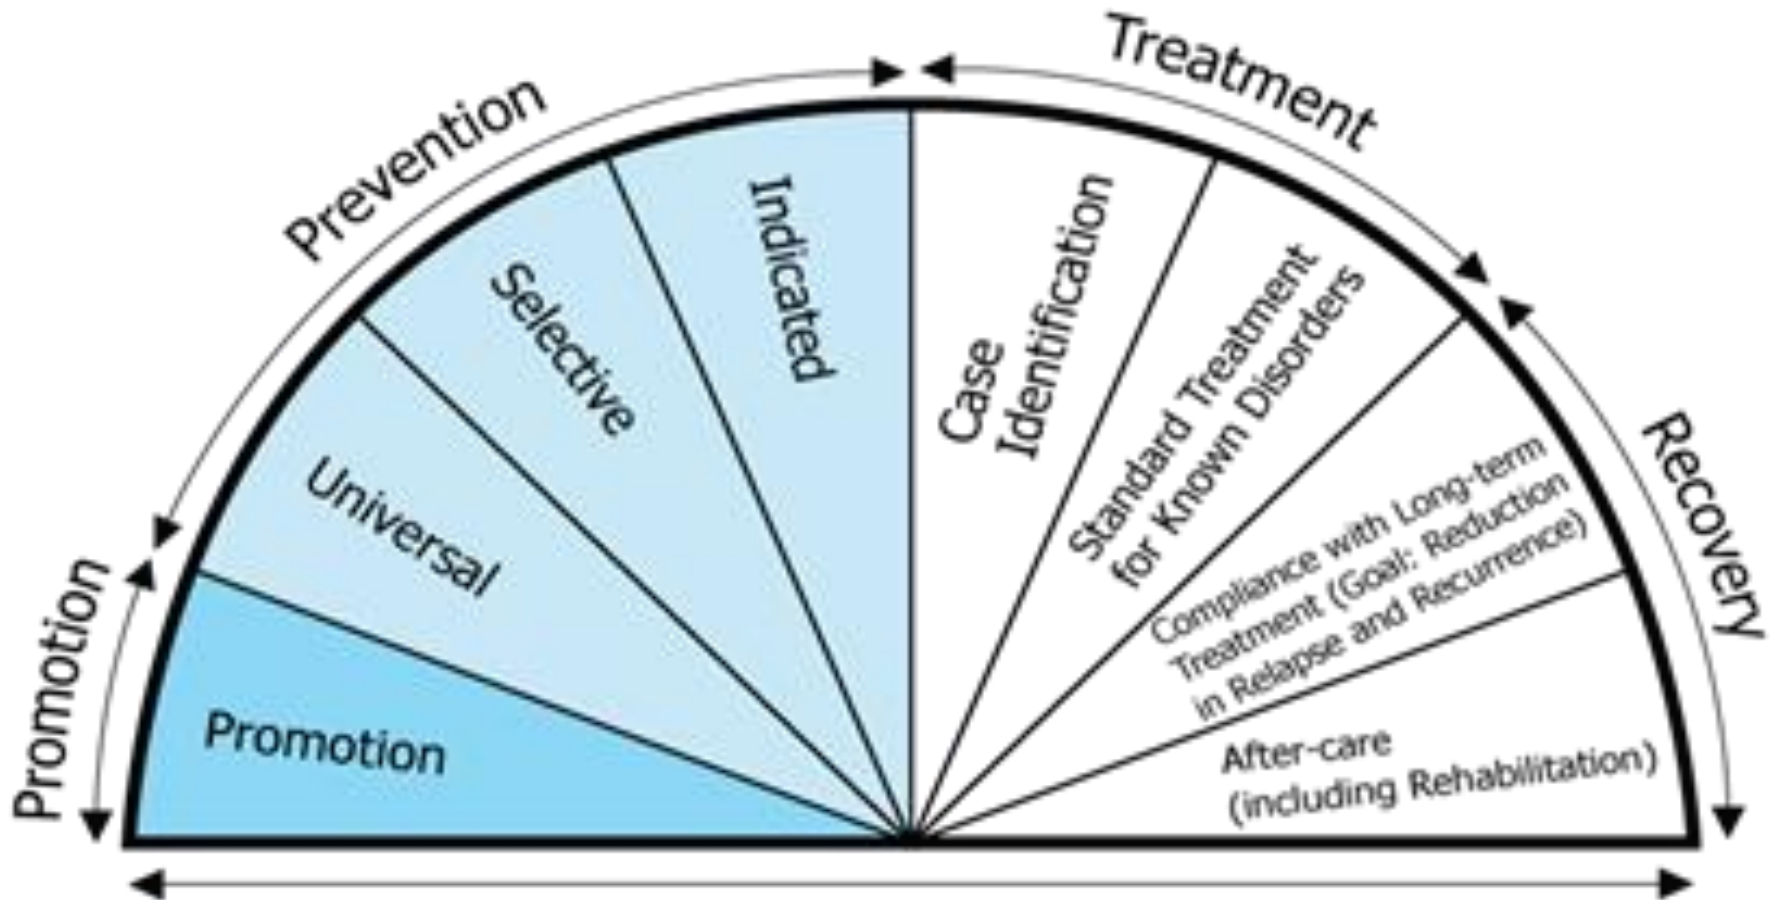 Promotion
Prevention
Treatment
Recovery
Promotion
Universal
Selective
Indicated
Case
Identification
Standard Treatment
for Known Disorders
Compliance with Long-term
Treatment (Goal: Reduction
in Relapse and Recurrence)
After-care
(including Rehabilitation)